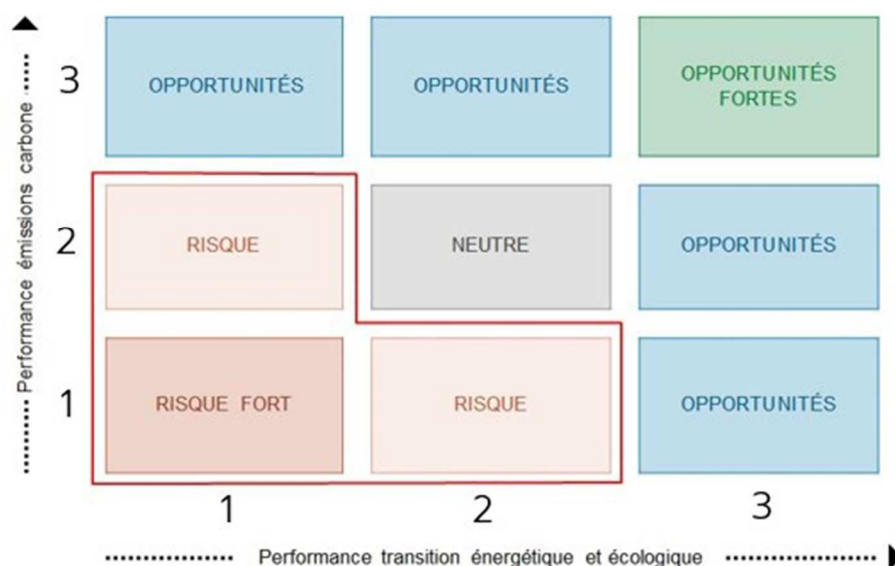 Performance émissions carbone
3
OPPORTUNITÉS
OPPORTUNITÉS
OPPORTUNITÉS
FORTES
2
RISQUE
NEUTRE
OPPORTUNITÉS
1
RISQUE FORT
RISQUE
OPPORTUNITÉS
1
2
3
Performance transition énergétique et écologique